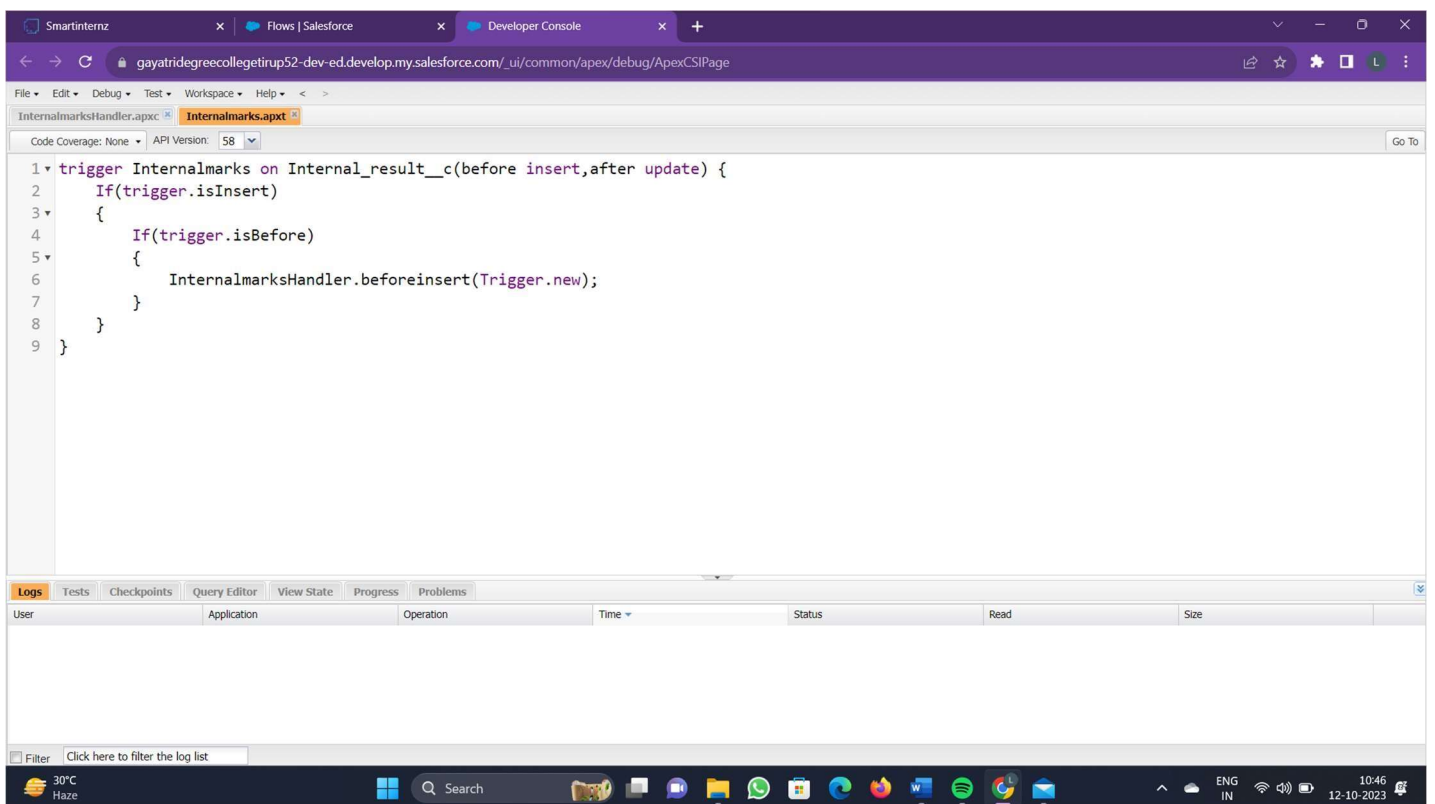 Smartinternz
Flows | Salesforce
Developer Console
gayatridegreecollegetirup52-dev-ed.develop.my.salesforce.com/_ui/common/apex/debug/ApexCSIPage
L
File Edit Debug Test Workspace Help < >
InternalmarksHandler.apxc Internalmarks.apxt
Code Coverage: None API Version: 58 Go To
1 trigger Internalmarks on Internal_result__c(before insert,after update) {
2 If(trigger.isInsert)
3 {
4 If(trigger.isBefore)
5 {
6 InternalmarksHandler.beforeinsert(Trigger.new);
7 }
8 }
9 }
Logs Tests Checkpoints Query Editor View State Progress Problems
User Application Operation Time Status Read Size
Filter Click here to filter the log list
30°C
Haze
Search
ENG
IN
10:46
12-10-2023